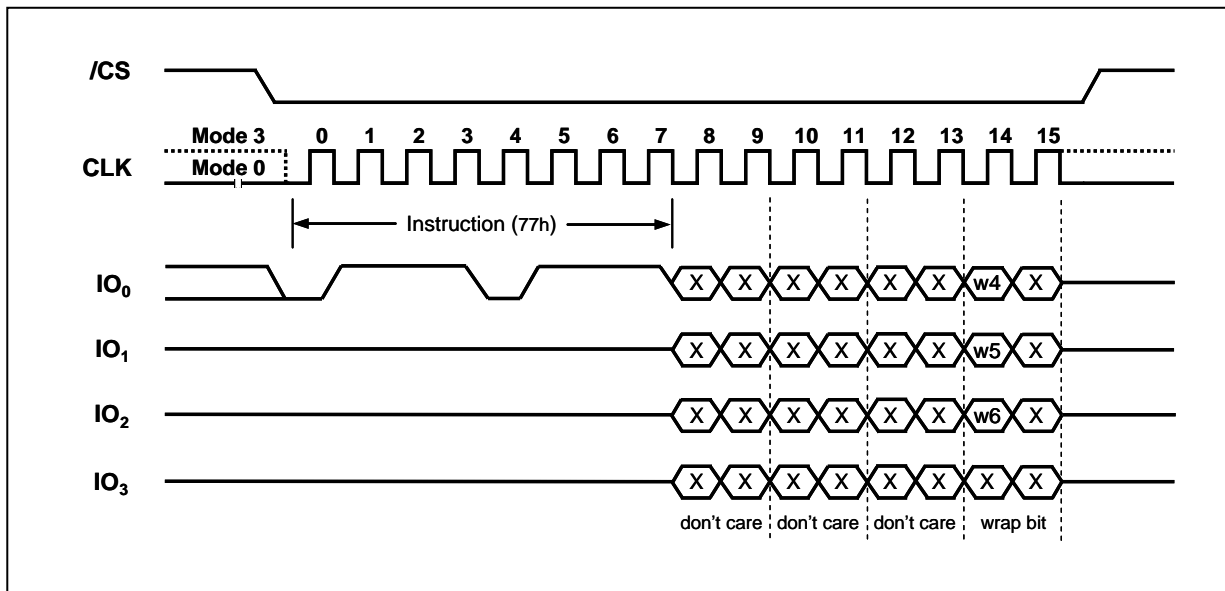 /CS
Mode 3 0 1 2 3 4 5 6 7 8 9 10 11 12 13 14 15
CLK Mode 0
Instruction (77h)
IO₀ X X X X X X w4 X
IO₁ X X X X X X w5 X
IO₂ X X X X X X w6 X
IO₃ X X X X X X X X
don't care don't care don't care wrap bit